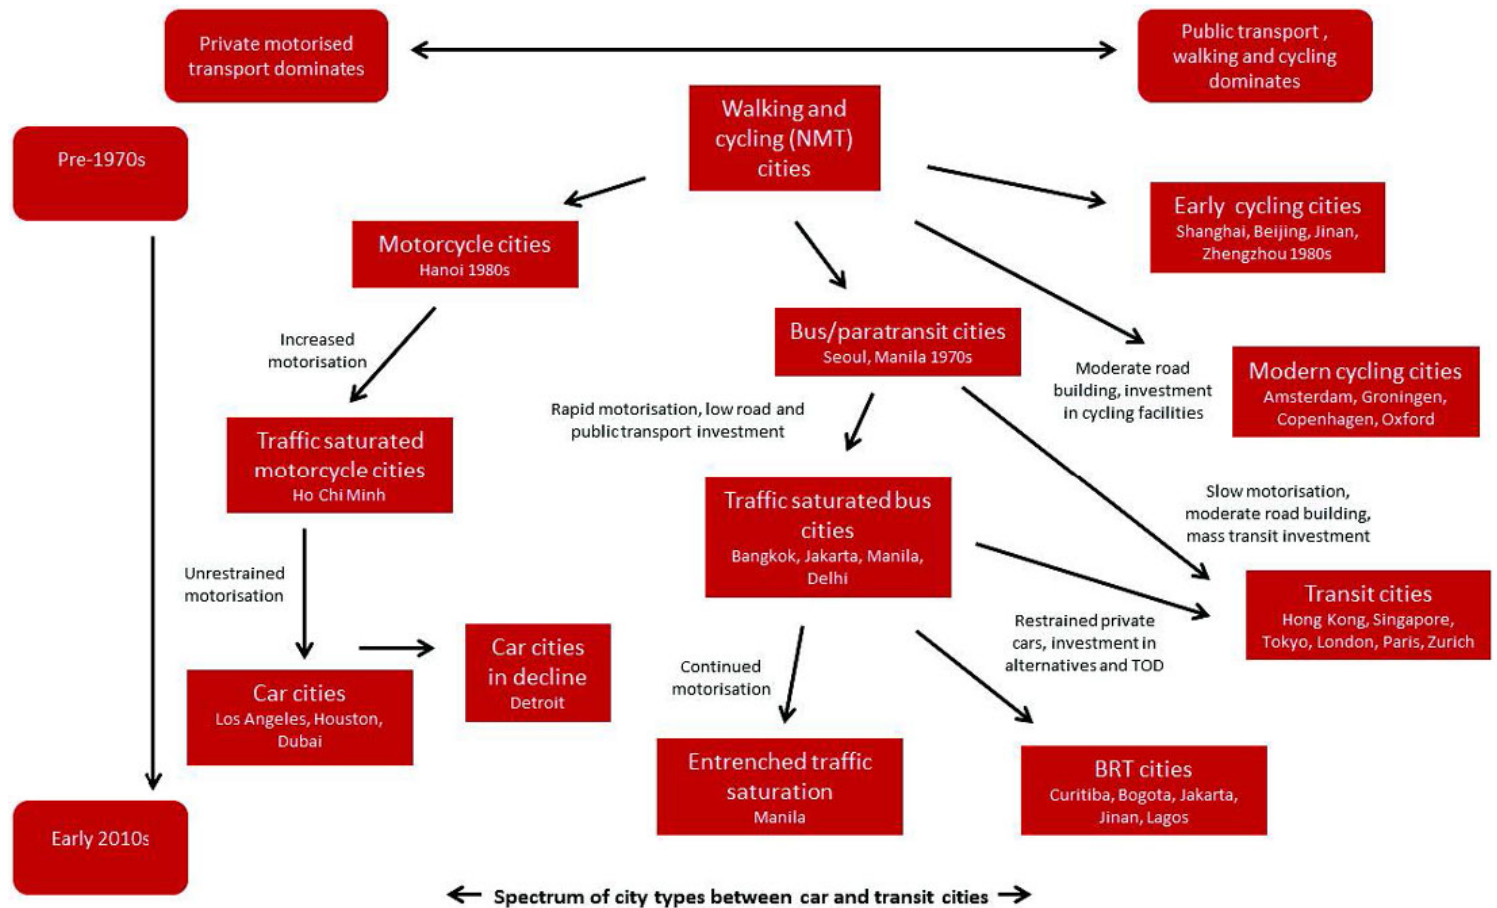 Private motorised
transport dominates
Public transport ,
walking and cycling
dominates
Pre-1970s
Walking and
cycling (NMT)
cities
Early cycling cities
Shanghai, Beijing, Jinan,
Zhengzhou 1980s
Motorcycle cities
Hanoi 1980s
Bus/paratransit cities
Seoul, Manila 1970s
Increased
motorisation
Moderate road
building, investment
in cycling facilities
Modern cycling cities
Amsterdam, Groningen,
Copenhagen, Oxford
Rapid motorisation, low road and
public transport investment
Traffic saturated
motorcycle cities
Ho Chi Minh
Traffic saturated bus
cities
Bangkok, Jakarta, Manila,
Delhi
Slow motorisation,
moderate road building,
mass transit investment
Unrestrained
motorisation
Transit cities
Hong Kong, Singapore,
Tokyo, London, Paris, Zurich
Restrained private
cars, investment in
alternatives and TOD
Car cities
in decline
Detroit
Continued
motorisation
Car cities
Los Angeles, Houston,
Dubai
Entrenched traffic
saturation
Manila
BRT cities
Curitiba, Bogota, Jakarta,
Jinan, Lagos
Early 2010s
Spectrum of city types between car and transit cities